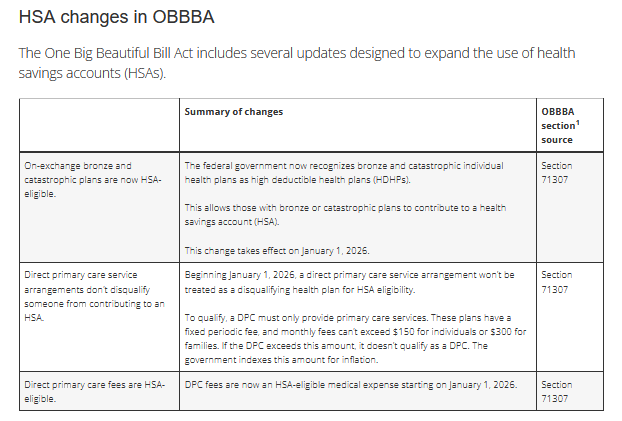 HSA changes in OBBBA
The One Big Beautiful Bill Act includes several updates designed to expand the use of health
savings accounts (HSAs).
Summary of changes
OBBBA
section¹
source
On-exchange bronze and
catastrophic plans are now HSA-
eligible.
The federal government now recognizes bronze and catastrophic individual
health plans as high deductible health plans (HDHPs).
This allows those with bronze or catastrophic plans to contribute to a health
savings account (HSA).
This change takes effect on January 1, 2026.
Section
71307
Direct primary care service
arrangements don't disqualify
someone from contributing to an
HSA.
Beginning January 1, 2026, a direct primary care service arrangement won't be
treated as a disqualifying health plan for HSA eligibility.
To qualify, a DPC must only provide primary care services. These plans have a
fixed periodic fee, and monthly fees can't exceed $150 for individuals or $300 for
families. If the DPC exceeds this amount, it doesn't qualify as a DPC. The
government indexes this amount for inflation.
Section
71307
Direct primary care fees are HSA-
eligible.
DPC fees are now an HSA-eligible medical expense starting on January 1, 2026.
Section
71307